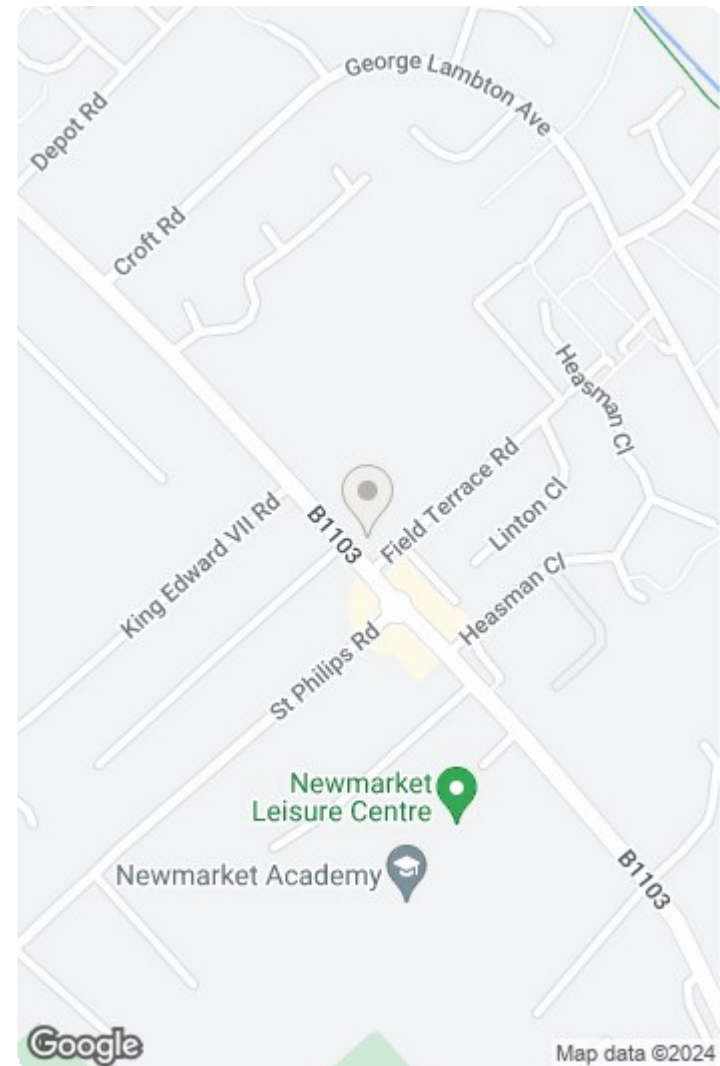 George Lambton Ave
Depot Rd
Croft Rd
Heasman Cl
Field Terrace Rd
Linton Cl
King Edward VII Rd
B1103
Heasman Cl
St Philips Rd
Newmarket
Leisure Centre
Newmarket Academy
B1103
Google
Map data ©2024